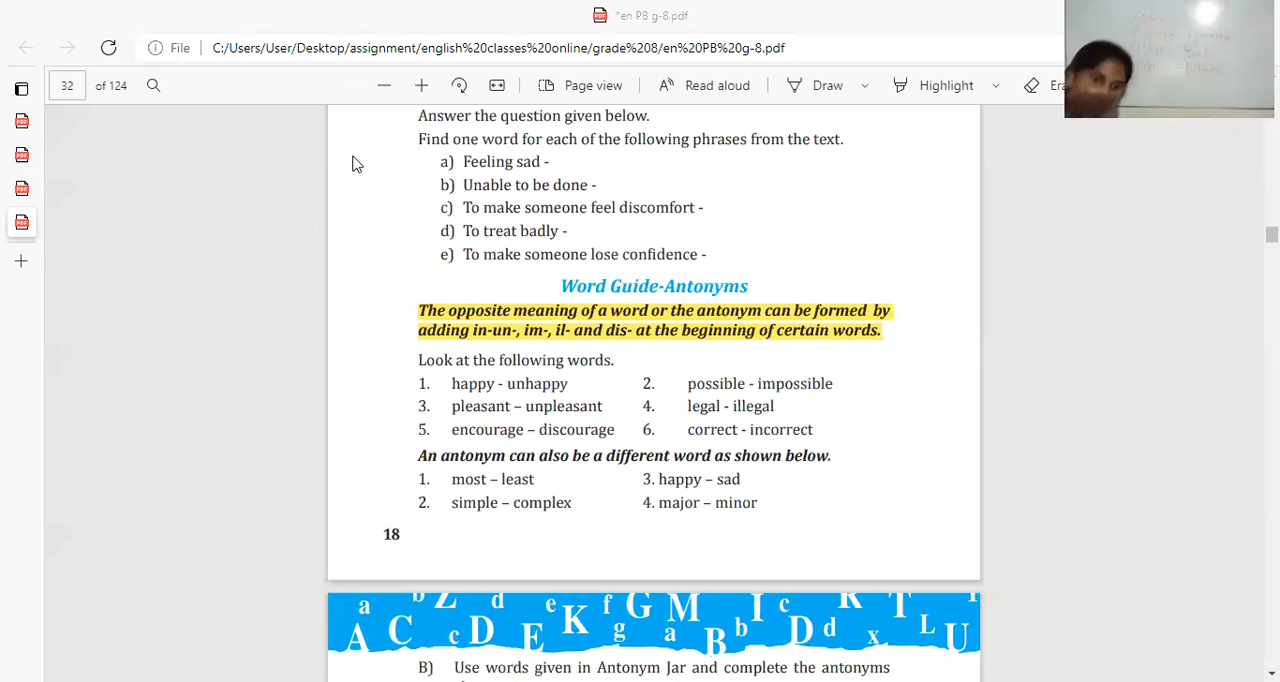 *en PB g-8.pdf
File C:/Users/User/Desktop/assignment/english%20classes%20online/grade%208/en%20PB%20g-8.pdf
32 of 124 Page view Read aloud Draw Highlight Era
Answer the question given below.
Find one word for each of the following phrases from the text.
a) Feeling sad -
b) Unable to be done -
c) To make someone feel discomfort -
d) To treat badly -
e) To make someone lose confidence -
Word Guide-Antonyms
The opposite meaning of a word or the antonym can be formed by
adding in-un-, im-, il- and dis- at the beginning of certain words.
Look at the following words.
1. happy - unhappy 2. possible - impossible
3. pleasant – unpleasant 4. legal - illegal
5. encourage – discourage 6. correct - incorrect
An antonym can also be a different word as shown below.
1. most – least 3. happy – sad
2. simple – complex 4. major – minor
18
a b Z d e f G M I c R T
A C c D E K g a B b D d x L U
B) Use words given in Antonym Jar and complete the antonyms